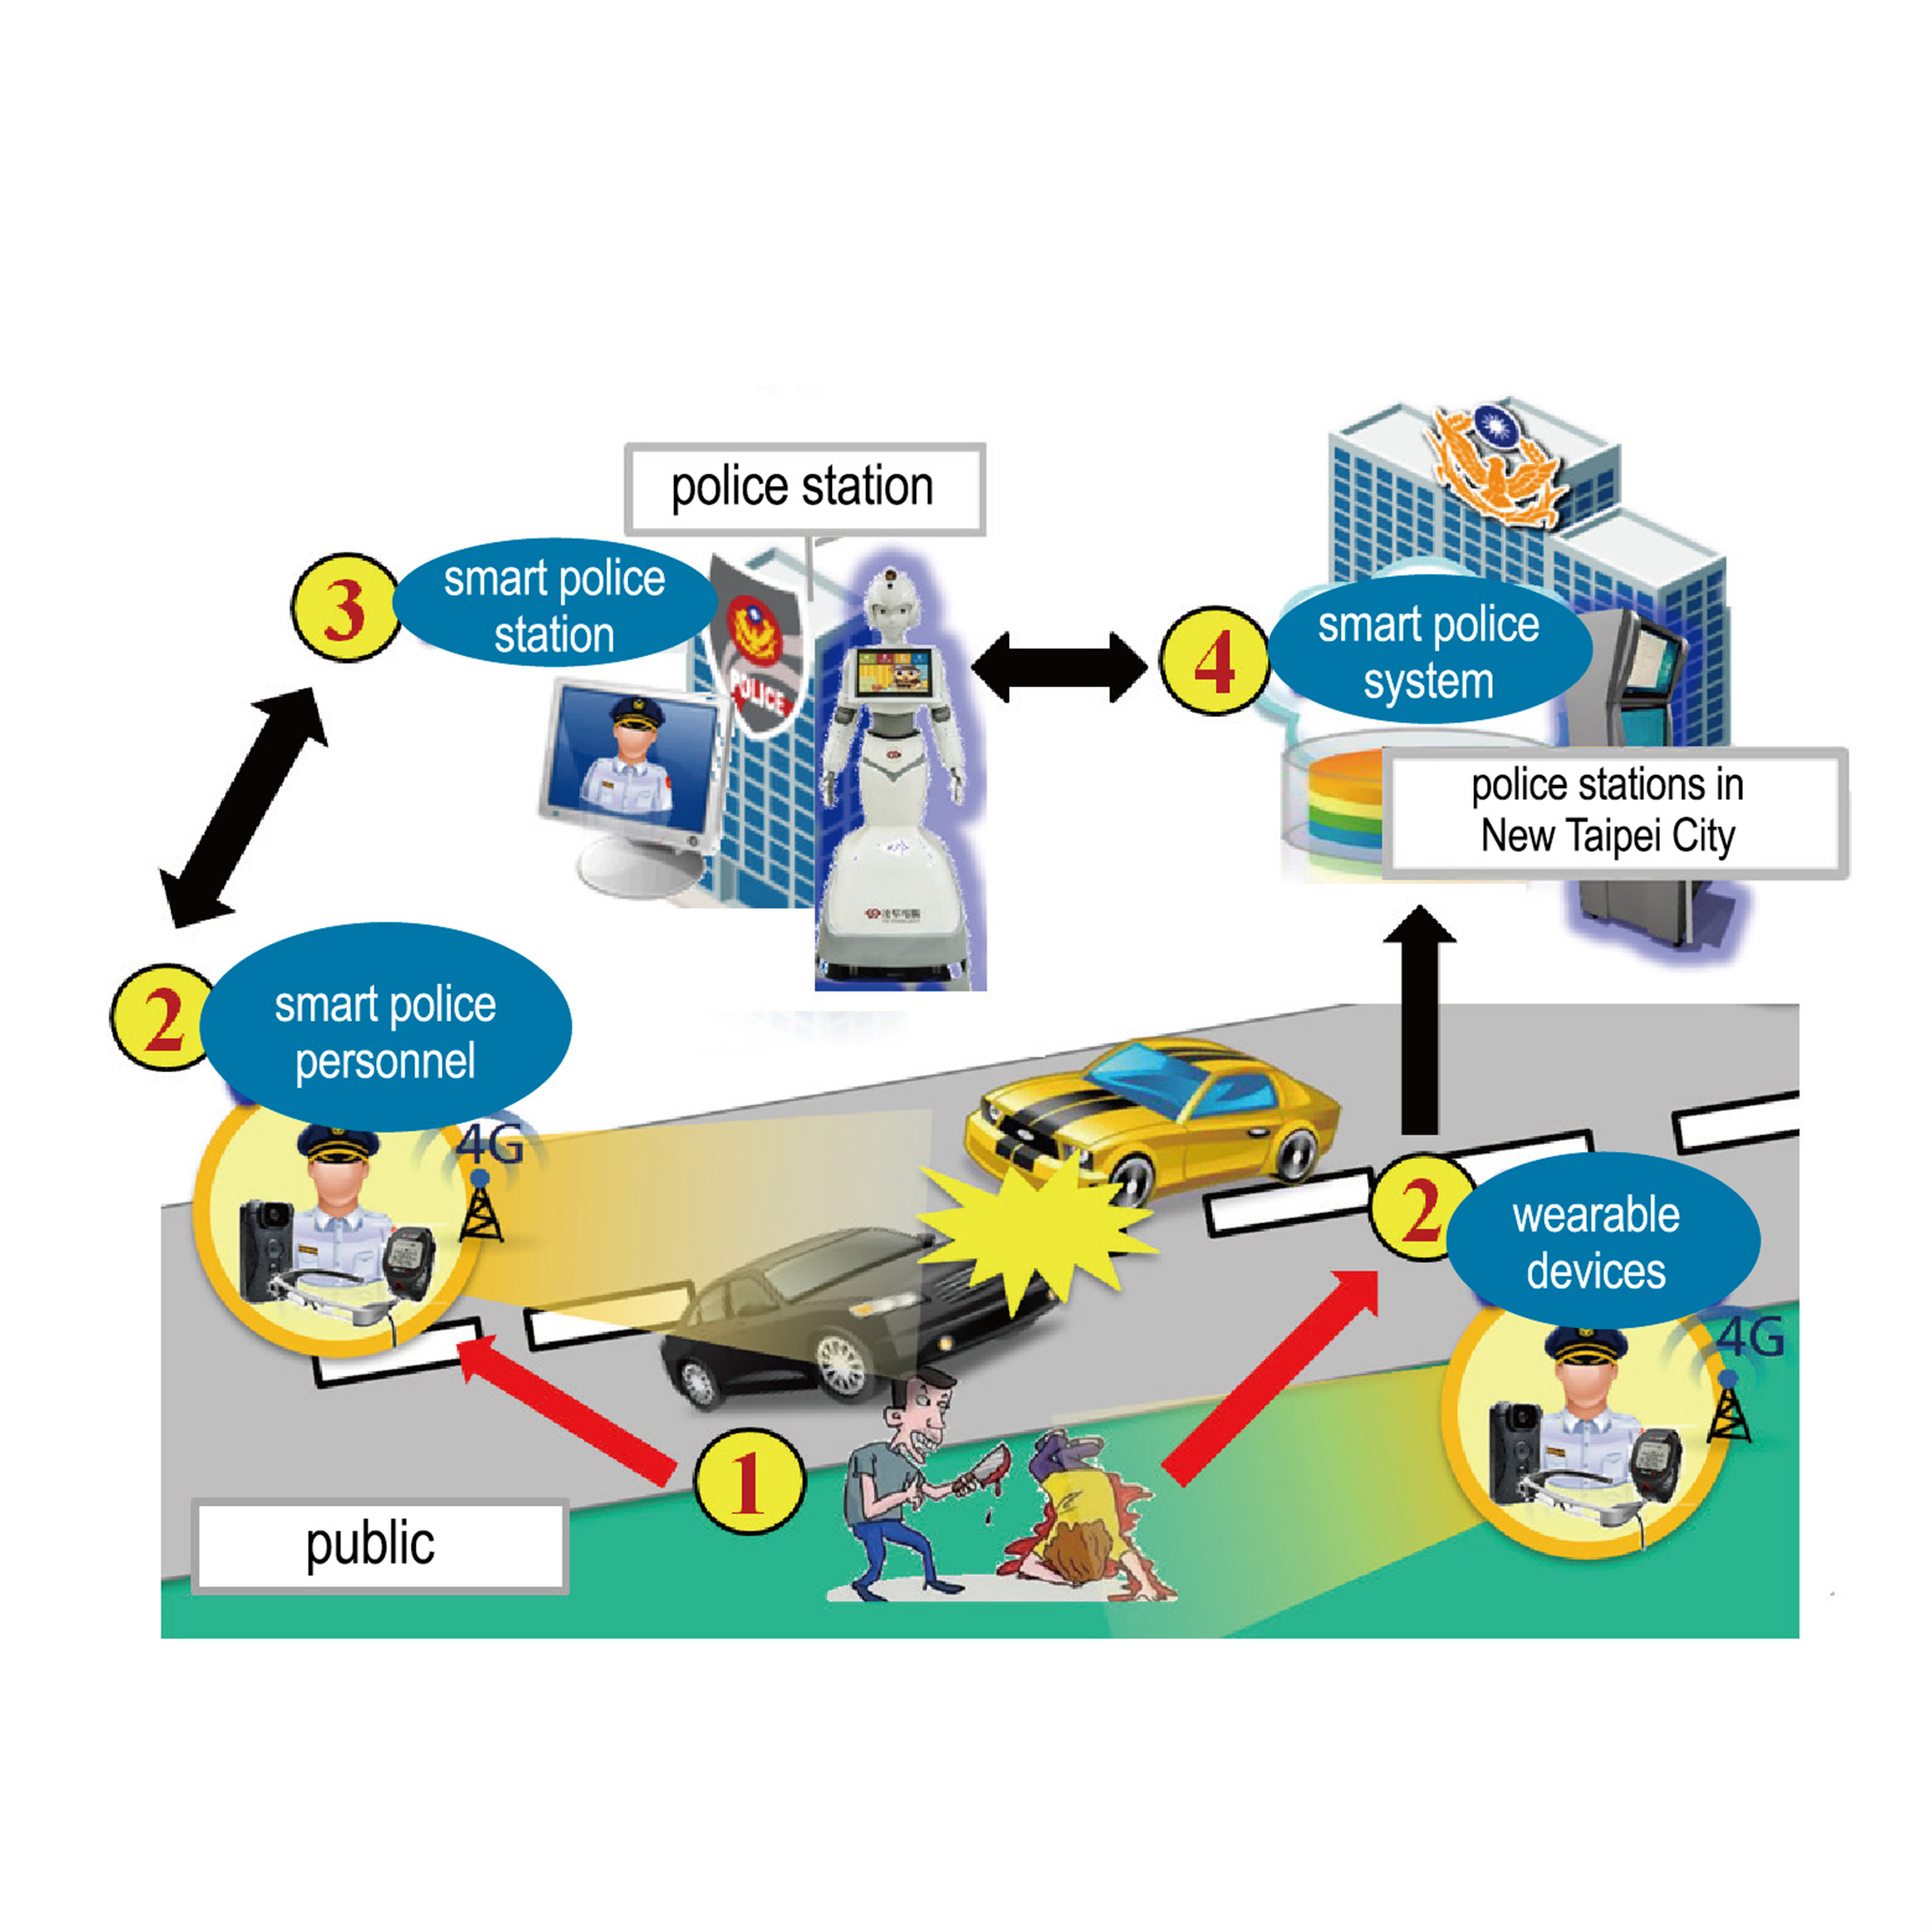 police station
3
smart police
station
POLICE
4
smart police
system
police stations in
New Taipei City
2
smart police
personnel
4G
2
wearable
devices
4G
1
public